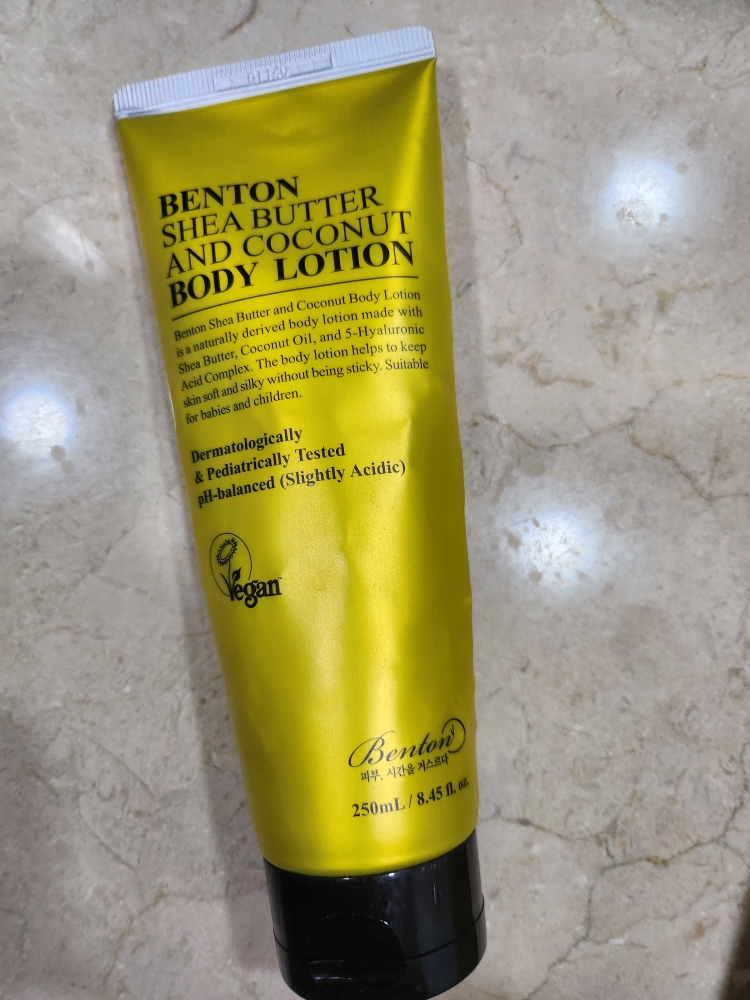 BENTON
SHEA BUTTER
AND COCONUT
BODY LOTION
Benton Shea Butter and Coconut Body Lotion
is a naturally derived body lotion made with
Shea Butter, Coconut Oil, and 5-Hyaluronic
Acid Complex. The body lotion helps to keep
skin soft and silky without being sticky. Suitable
for babies and children.
Dermatologically
& Pediatrically Tested
pH-balanced (Slightly Acidic)
Vegan™
Benton
피부, 시간을 거스르다
250mL / 8.45 fl. oz.